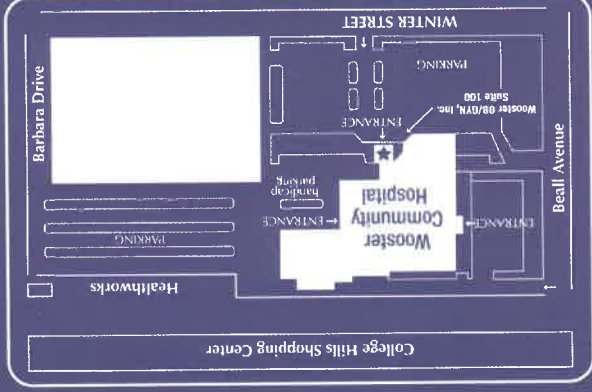 College Hills Shopping Center
Healthworks
PARKING
Beall Avenue
ENTRANCE
Wooster
Community
Hospital
ENTRANCE
handicap
parking
Barbara Drive
ENTRANCE
Wooster OB/GYN, Inc.
Suite 100
PARKING
WINTER STREET